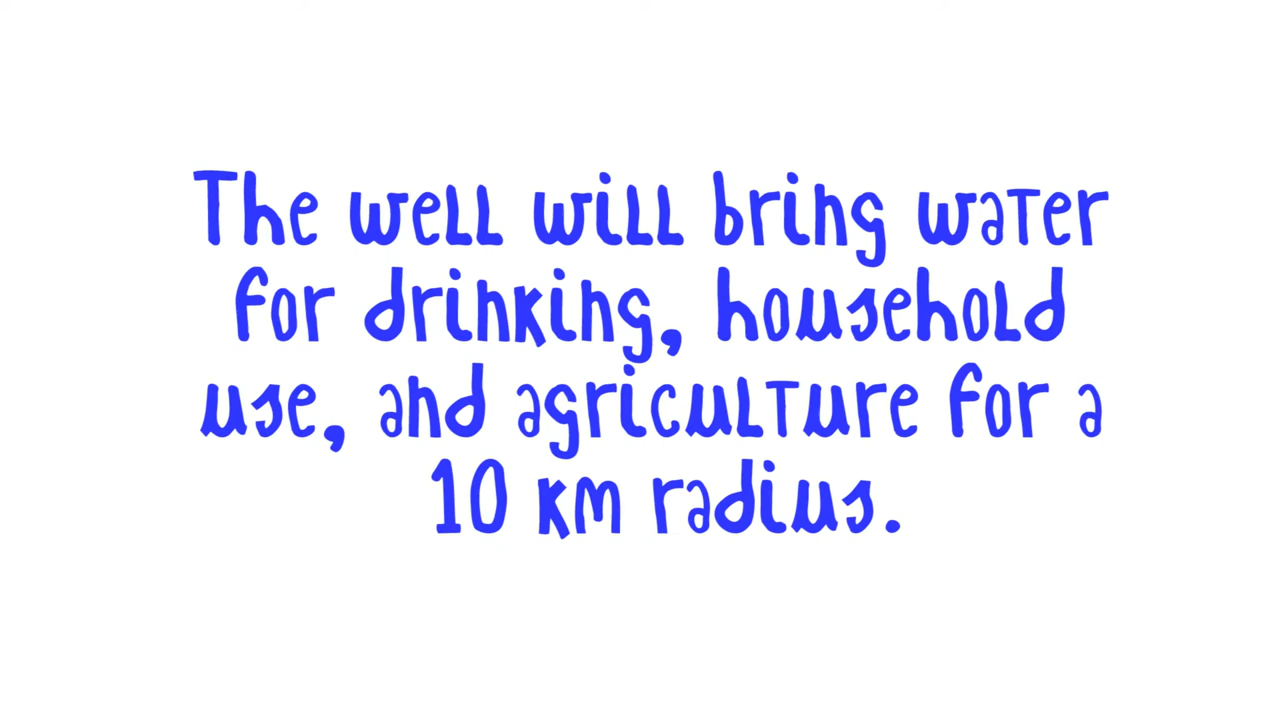 The well will bring water
for drinking, household
use, and agriculture for a
10 km radius.